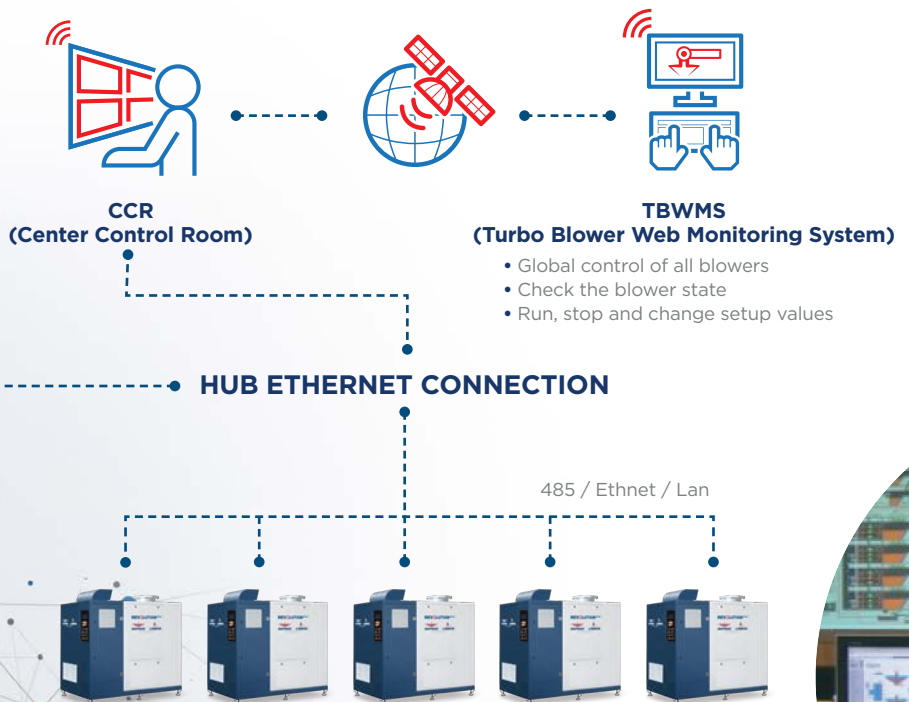 CCR
(Center Control Room)
TBWMS
(Turbo Blower Web Monitoring System)
• Global control of all blowers
• Check the blower state
• Run, stop and change setup values
HUB ETHERNET CONNECTION
485 / Ethnet / Lan